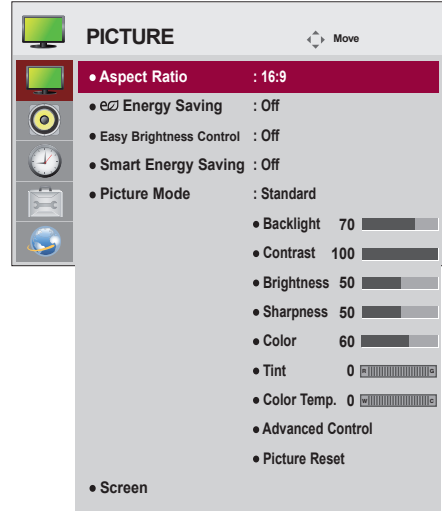 PICTURE Move
● Aspect Ratio : 16:9
● Energy Saving : Off
● Easy Brightness Control : Off
● Smart Energy Saving : Off
● Picture Mode : Standard
● Backlight 70
● Contrast 100
● Brightness 50
● Sharpness 50
● Color 60
● Tint 0 R G
● Color Temp. 0 W C
● Advanced Control
● Picture Reset
● Screen